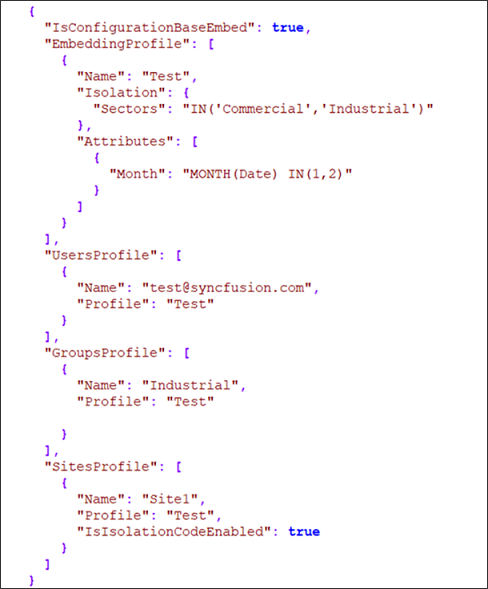 {
"IsConfigurationBaseEmbed": true,
"EmbeddingProfile": [
{
"Name": "Test",
"Isolation": {
"Sectors": "IN('Commercial','Industrial')"
},
"Attributes": [
{
"Month": "MONTH(Date) IN(1,2)"
}
]
}
],
"UsersProfile": [
{
"Name": "test@syncfusion.com",
"Profile": "Test"
}
],
"GroupsProfile": [
{
"Name": "Industrial",
"Profile": "Test"
}
],
"SitesProfile": [
{
"Name": "Site1",
"Profile": "Test",
"IsIsolationCodeEnabled": true
}
]
}